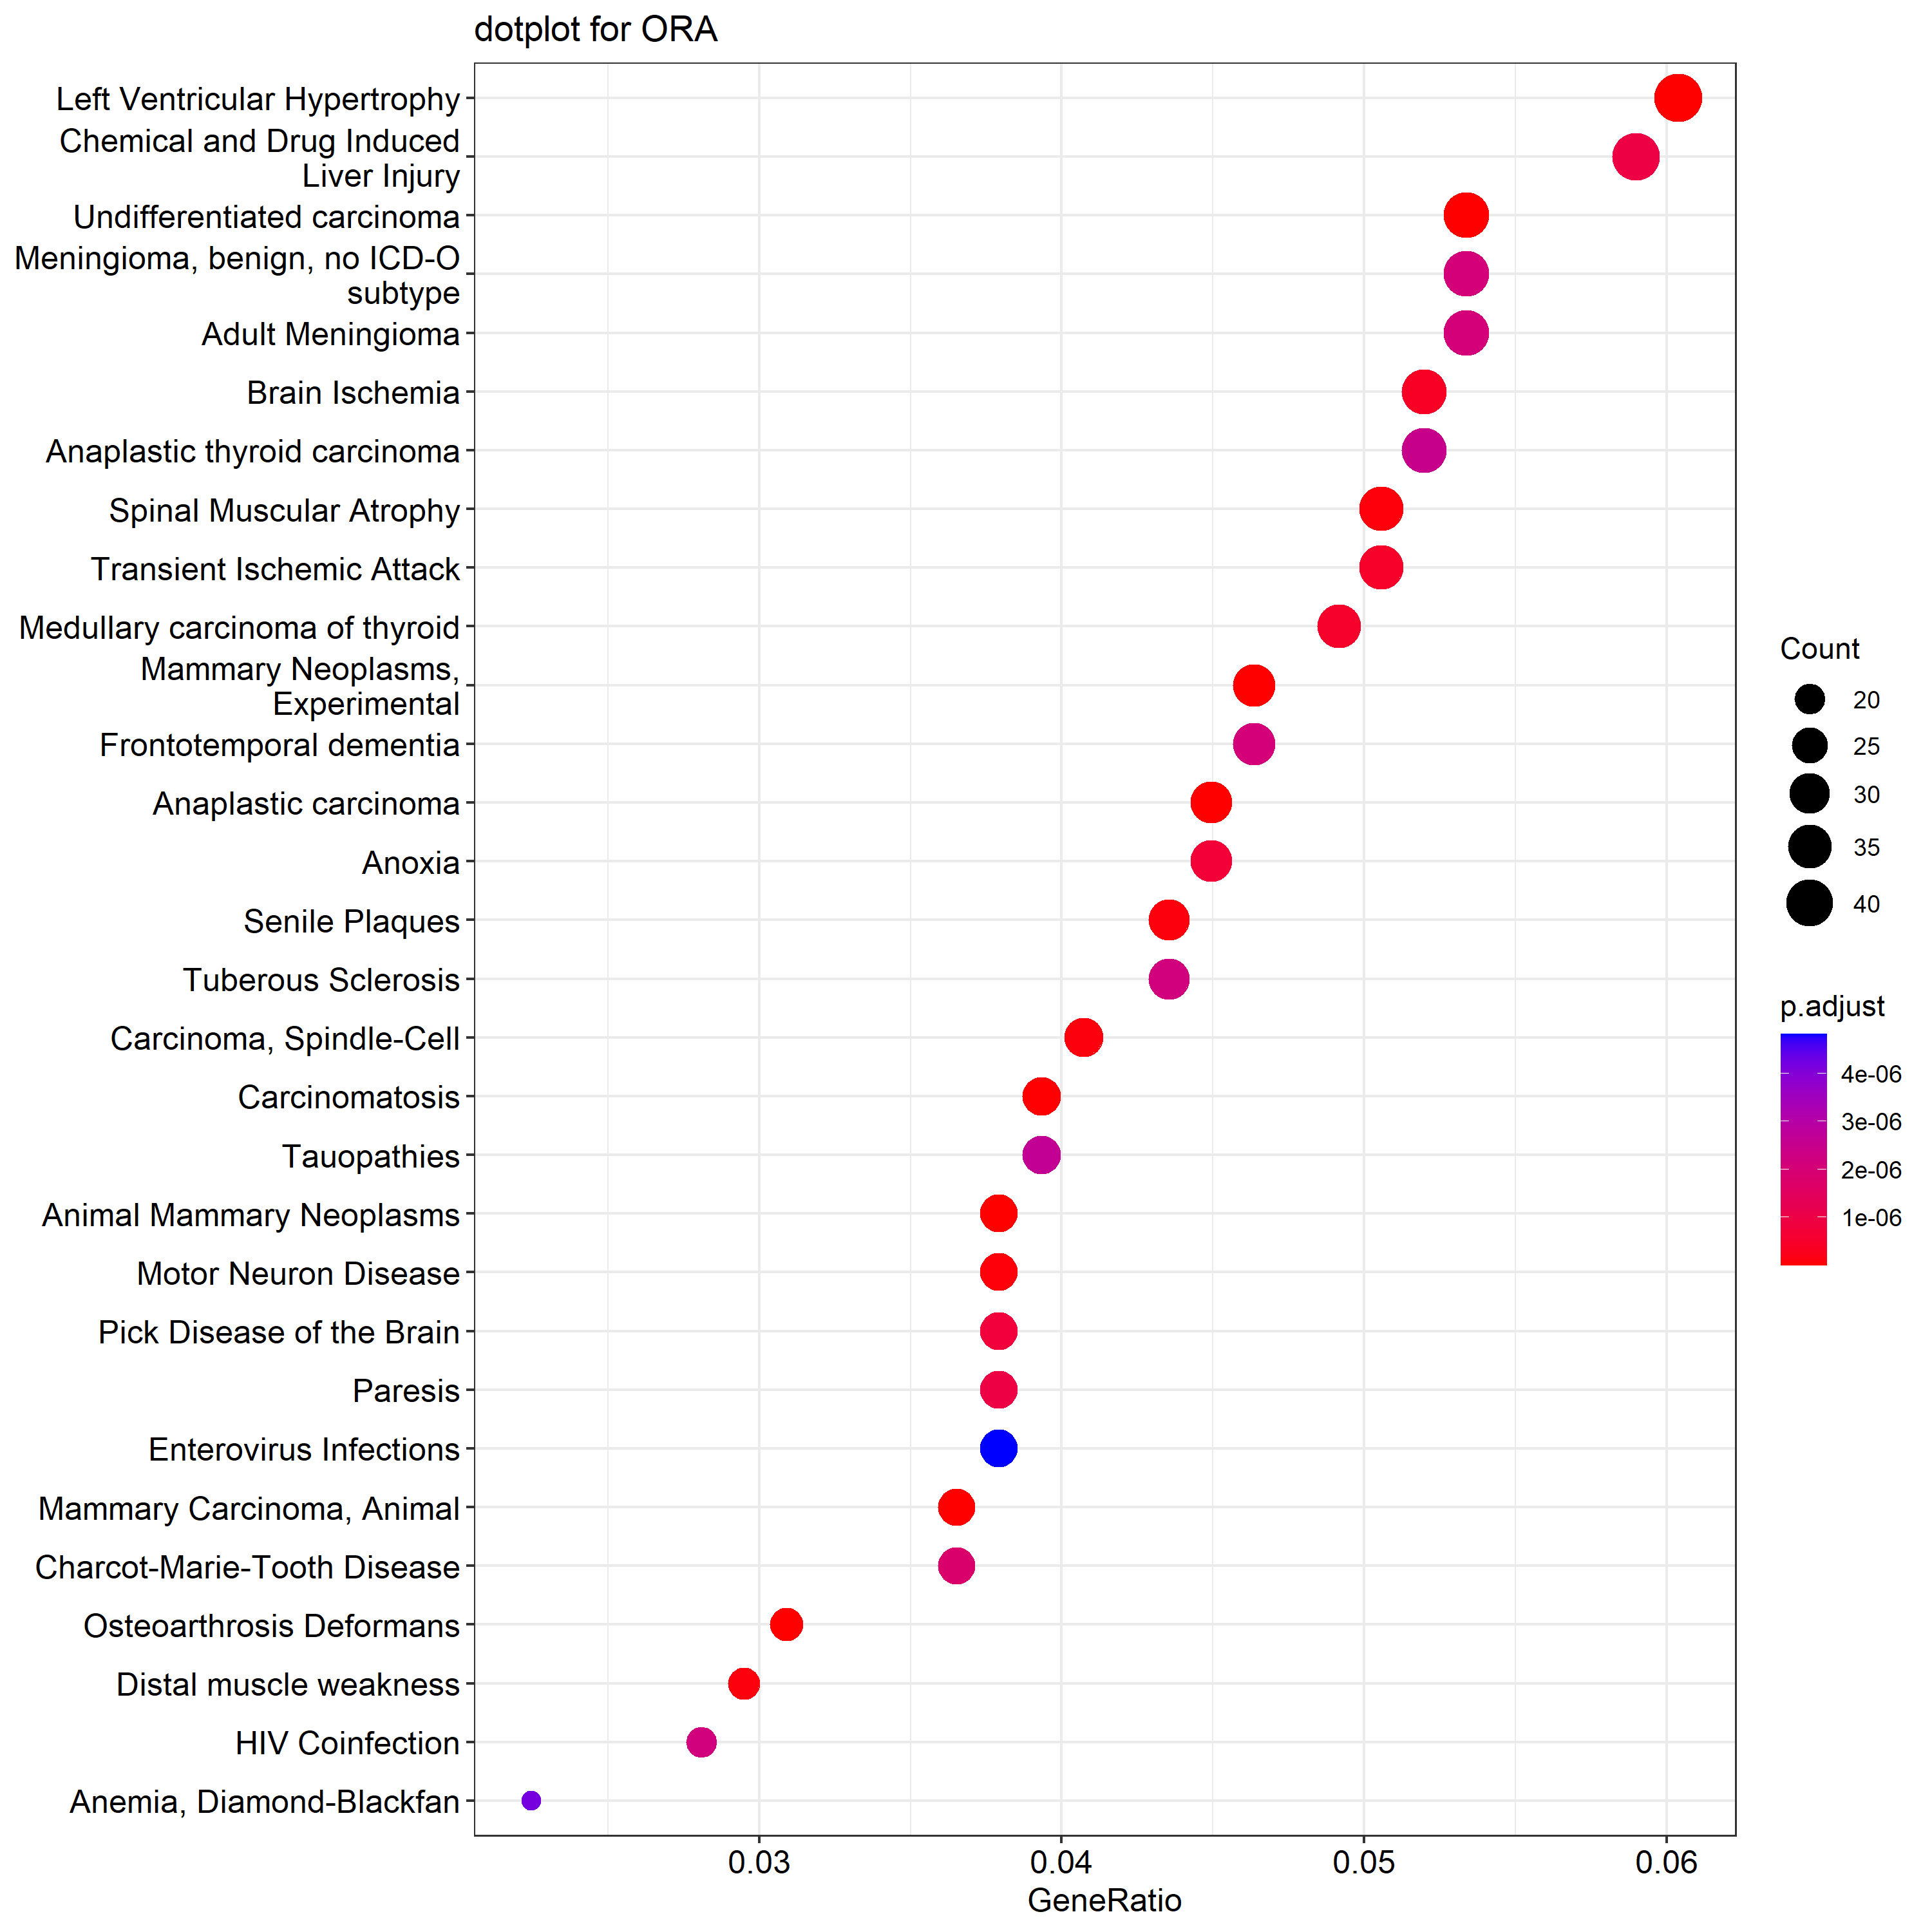 dotplot for ORA
Left Ventricular Hypertrophy
Chemical and Drug Induced
Liver Injury
Undifferentiated carcinoma
Meningioma, benign, no ICD-O
subtype
Adult Meningioma
Brain Ischemia
Anaplastic thyroid carcinoma
Spinal Muscular Atrophy
Transient Ischemic Attack
Medullary carcinoma of thyroid
Mammary Neoplasms,
Experimental
Frontotemporal dementia
Anaplastic carcinoma
Anoxia
Senile Plaques
Tuberous Sclerosis
Carcinoma, Spindle-Cell
Carcinomatosis
Tauopathies
Animal Mammary Neoplasms
Motor Neuron Disease
Pick Disease of the Brain
Paresis
Enterovirus Infections
Mammary Carcinoma, Animal
Charcot-Marie-Tooth Disease
Osteoarthrosis Deformans
Distal muscle weakness
HIV Coinfection
Anemia, Diamond-Blackfan
0.03 0.04 0.05 0.06
GeneRatio
Count
20
25
30
35
40
p.adjust
4e-06
3e-06
2e-06
1e-06